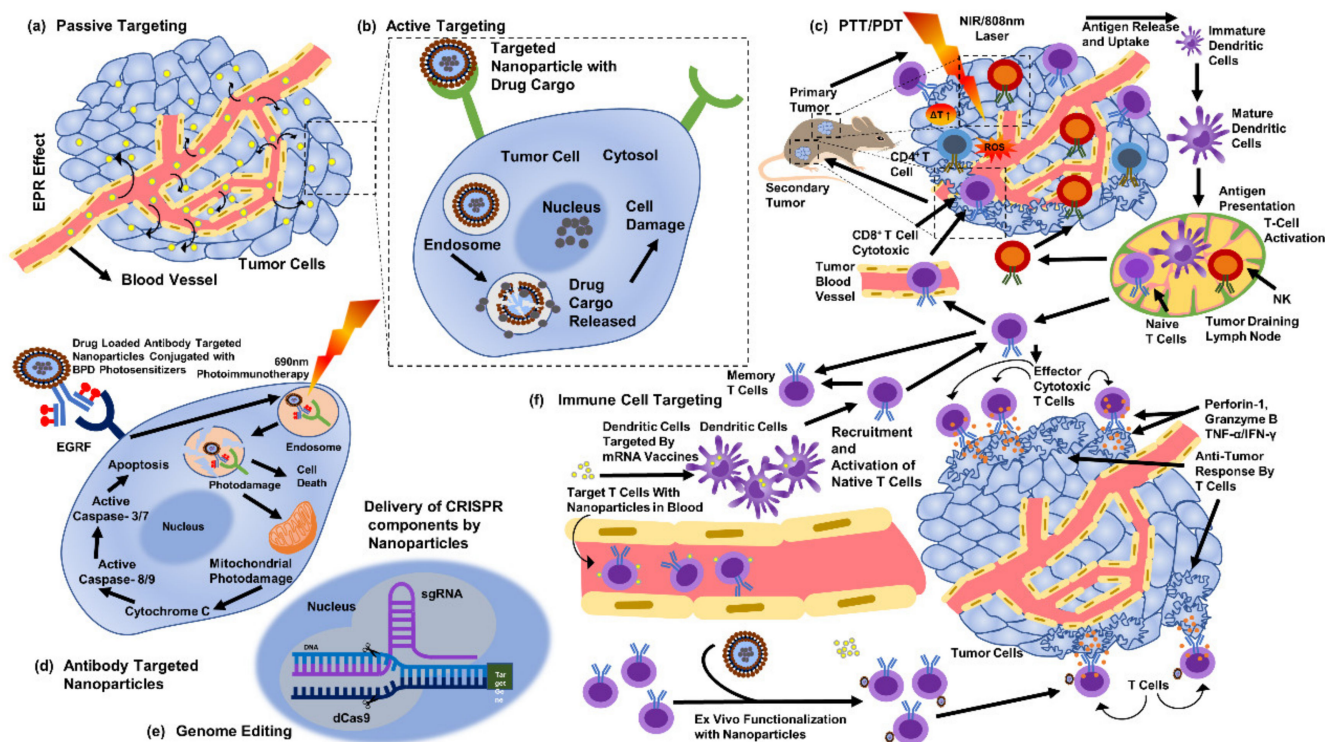 (a) Passive Targeting
EPR Effect
Blood Vessel
Tumor Cells
(b) Active Targeting
Targeted
Nanoparticle with
Drug Cargo
Tumor Cell
Cytosol
Nucleus
Cell
Damage
Endosome
Drug
Cargo
Released
(c) PTT/PDT
NIR/808nm
Laser
Antigen Release
and Uptake
Immature
Dendritic
Cells
Primary
Tumor
ΔT ↑
ROS
CD4⁺ T
Cell
Mature
Dendritic
Cells
Secondary
Tumor
CD8⁺ T Cell
Cytotoxic
Antigen
Presentation
T-Cell
Activation
Tumor
Blood
Vessel
NK
Naive
T Cells
Tumor Draining
Lymph Node
Memory
T Cells
Effector
Cytotoxic
T Cells
Perforin-1,
Granzyme B
TNF-α/IFN-γ
Anti-Tumor
Response By
T Cells
Drug Loaded Antibody Targeted
Nanoparticles Conjugated with
BPD Photosensitizers
690nm
Photoimmunotherapy
EGRF
Endosome
Apoptosis
Photodamage
Cell
Death
Active
Caspase- 3/7
Nucleus
Active
Caspase- 8/9
Mitochondrial
Photodamage
Cytochrome C
(d) Antibody Targeted
Nanoparticles
Delivery of CRISPR
components by
Nanoparticles
Nucleus
sgRNA
DNA
Tar
get Ge
ne
dCas9
(e) Genome Editing
(f) Immune Cell Targeting
Dendritic Cells
Targeted By
mRNA Vaccines
Dendritic Cells
Recruitment
and
Activation of
Native T Cells
Target T Cells With
Nanoparticles in Blood
Tumor Cells
T Cells
Ex Vivo Functionalization
with Nanoparticles